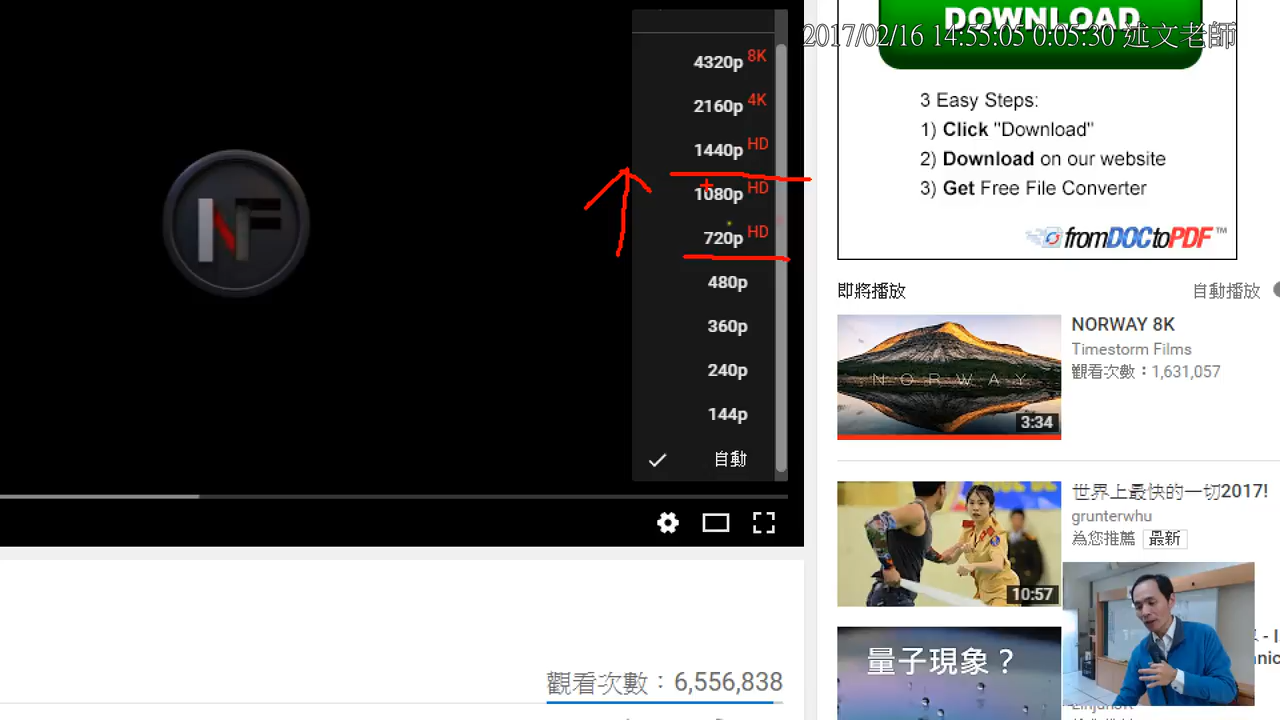 DOWNLOAD
2017/02/16 14:55:05 0:05:30 述文老師
4320p 8K
2160p 4K
1440p HD
1080p HD
720p HD
480p
360p
240p
144p
自動
NF
3 Easy Steps:
1) Click "Download"
2) Download on our website
3) Get Free File Converter
fromDOCtoPDF™
即將播放
自動播放
NORWAY
3:34
NORWAY 8K
Timestorm Films
觀看次數：1,631,057
10:57
世界上最快的一切2017!
grunterwhu
為您推薦 最新
量子現象？
觀看次數：6,556,838